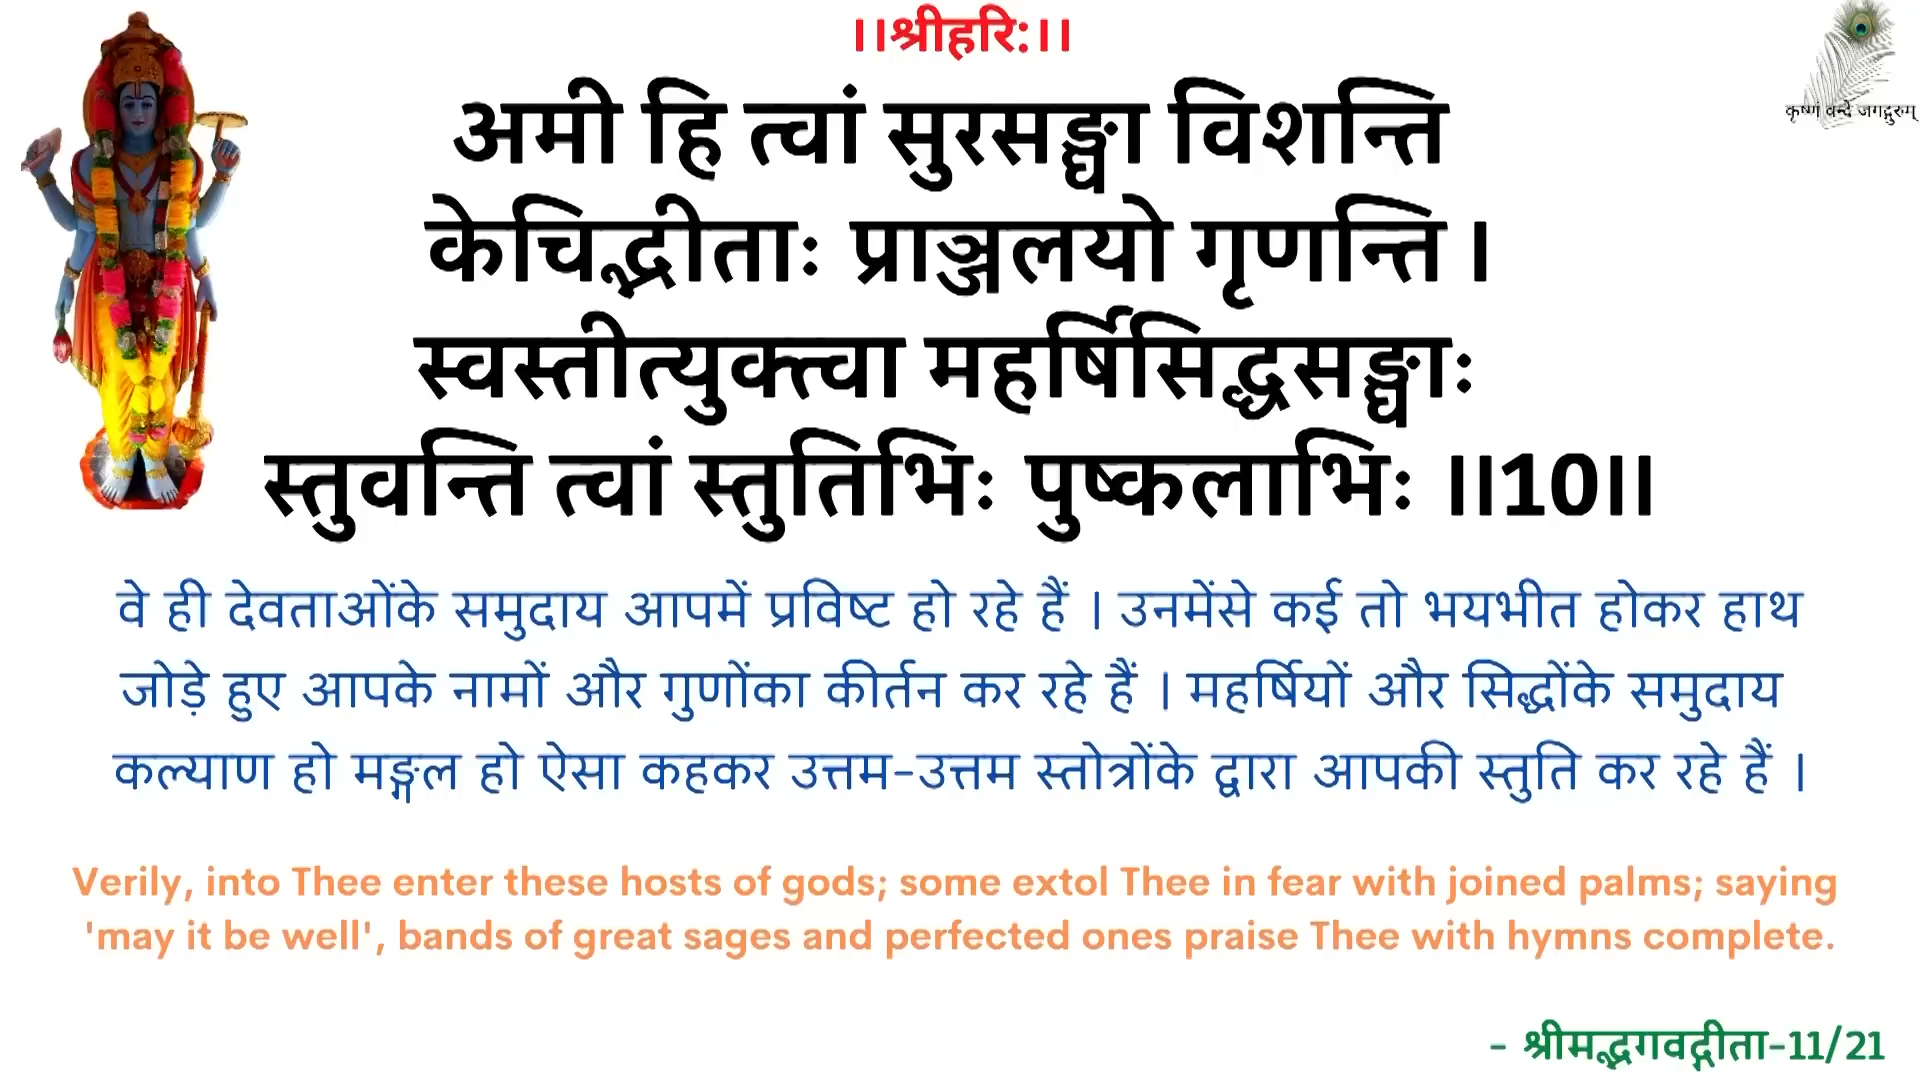 ।।श्रीहरि:।।
कृष्णं वन्दे जगद्गुरुम्
अमी हि त्वां सुरसङ्घा विशन्ति
केचिद्भीताः प्राञ्जलयो गृणन्ति ।
स्वस्तीत्युक्त्वा महर्षिसिद्धसङ्घाः
स्तुवन्ति त्वां स्तुतिभिः पुष्कलाभिः ।।10।।
वे ही देवताओंके समुदाय आपमें प्रविष्ट हो रहे हैं । उनमेंसे कई तो भयभीत होकर हाथ
जोड़े हुए आपके नामों और गुणोंका कीर्तन कर रहे हैं । महर्षियों और सिद्धोंके समुदाय
कल्याण हो मङ्गल हो ऐसा कहकर उत्तम-उत्तम स्तोत्रोंके द्वारा आपकी स्तुति कर रहे हैं ।
Verily, into Thee enter these hosts of gods; some extol Thee in fear with joined palms; saying
'may it be well', bands of great sages and perfected ones praise Thee with hymns complete.
- श्रीमद्भगवद्गीता-11/21